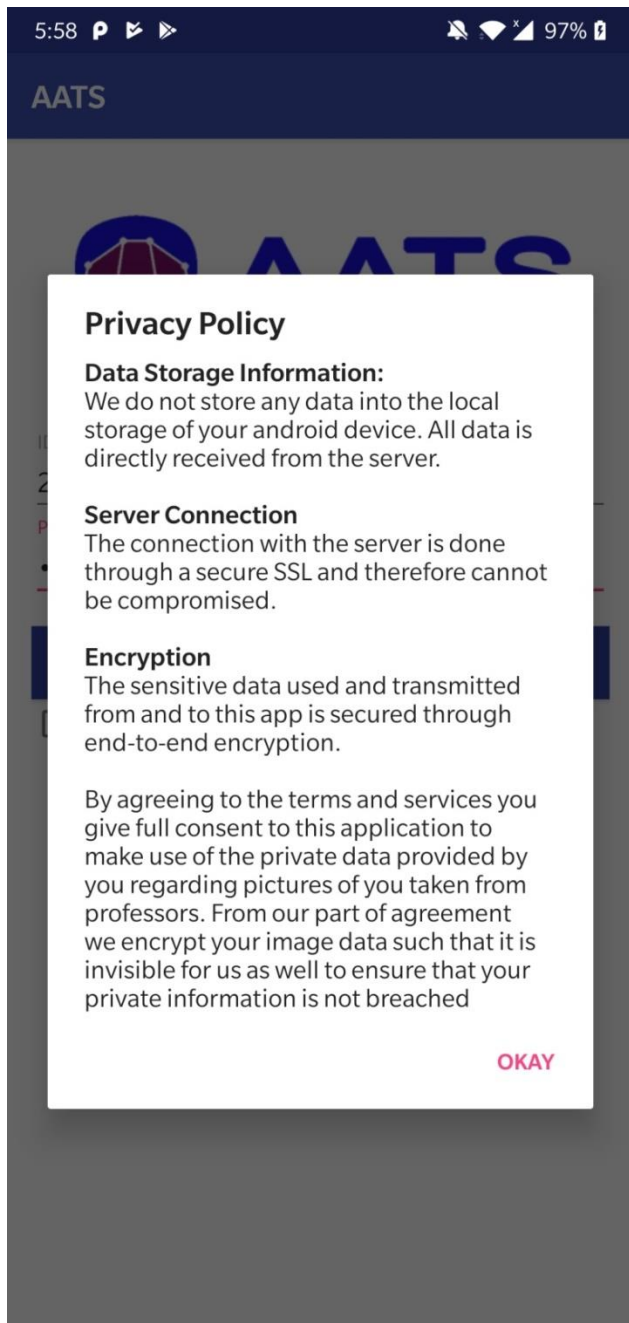 5:58
97%
AATS
AATS
Privacy Policy
Data Storage Information:
We do not store any data into the local
storage of your android device. All data is
directly received from the server.
Server Connection
The connection with the server is done
through a secure SSL and therefore cannot
be compromised.
Encryption
The sensitive data used and transmitted
from and to this app is secured through
end-to-end encryption.
By agreeing to the terms and services you
give full consent to this application to
make use of the private data provided by
you regarding pictures of you taken from
professors. From our part of agreement
we encrypt your image data such that it is
invisible for us as well to ensure that your
private information is not breached
OKAY